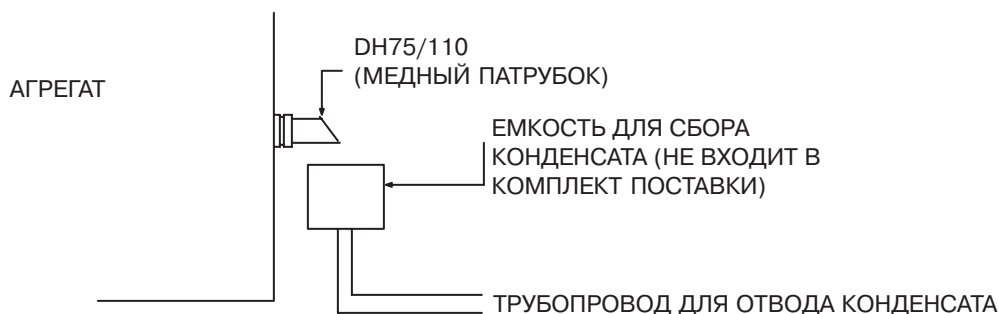 DH75/110
(МЕДНЫЙ ПАТРУБОК)
АГРЕГАТ
ЕМКОСТЬ ДЛЯ СБОРА
КОНДЕНСАТА (НЕ ВХОДИТ В
КОМПЛЕКТ ПОСТАВКИ)
ТРУБОПРОВОД ДЛЯ ОТВОДА КОНДЕНСАТА